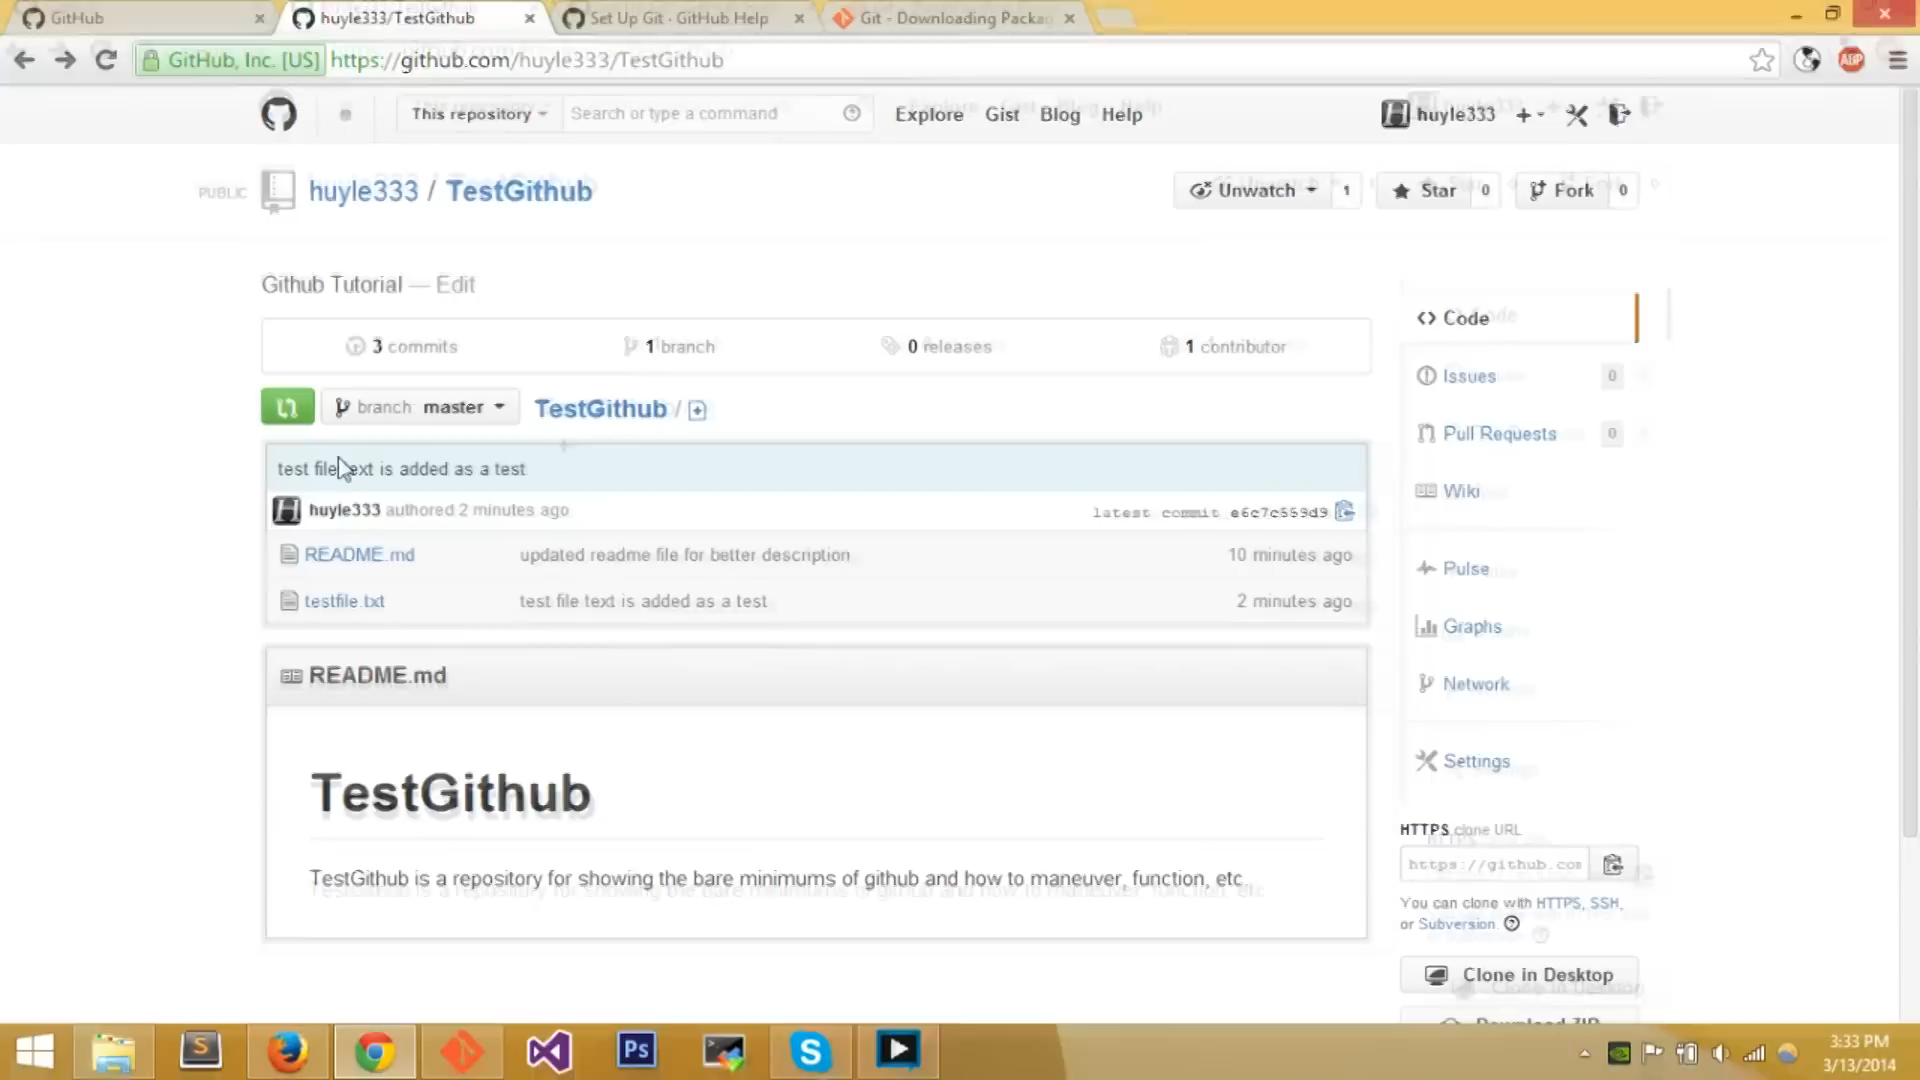 GitHub
huyle333/TestGithub
Set Up Git · GitHub Help
Git - Downloading Packag
GitHub, Inc. [US] https://github.com/huyle333/TestGithub
This repository
Search or type a command
Explore Gist Blog Help
huyle333
PUBLIC huyle333 / TestGithub
Unwatch 1
Star 0
Fork 0
Github Tutorial — Edit
3 commits
1 branch
0 releases
1 contributor
branch: master
TestGithub /
test file text is added as a test
huyle333 authored 2 minutes ago
latest commit e6c7c559d9
README.md updated readme file for better description 10 minutes ago
testfile.txt test file text is added as a test 2 minutes ago
README.md
TestGithub
TestGithub is a repository for showing the bare minimums of github and how to maneuver, function, etc
Code
Issues 0
Pull Requests 0
Wiki
Pulse
Graphs
Network
Settings
HTTPS clone URL
https://github.com
You can clone with HTTPS, SSH,
or Subversion.
Clone in Desktop
Download ZIP
Ps
3:33 PM
3/13/2014